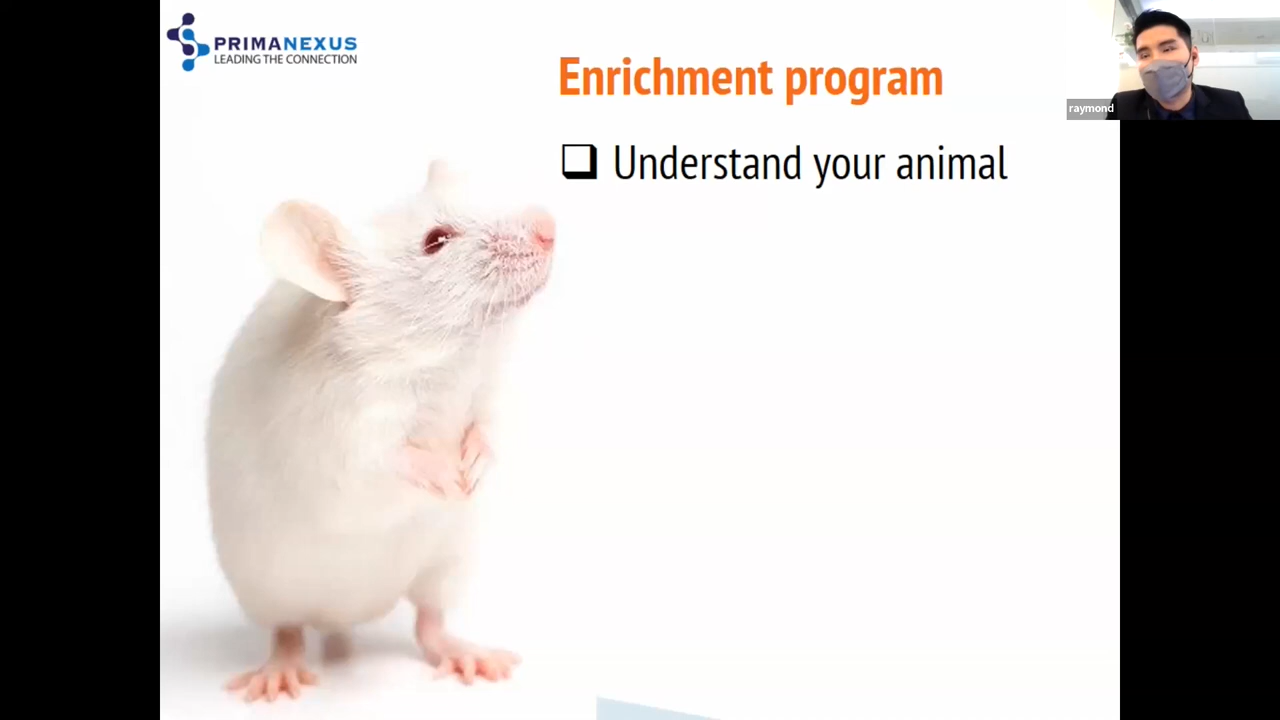 PRIMANEXUS
LEADING THE CONNECTION
Enrichment program
Understand your animal
raymond